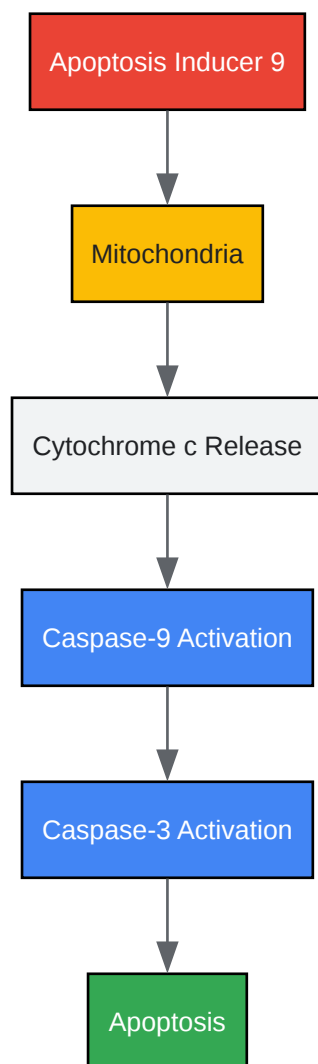 Apoptosis Inducer 9
Mitochondria
Cytochrome c Release
Caspase-9 Activation
Caspase-3 Activation
Apoptosis